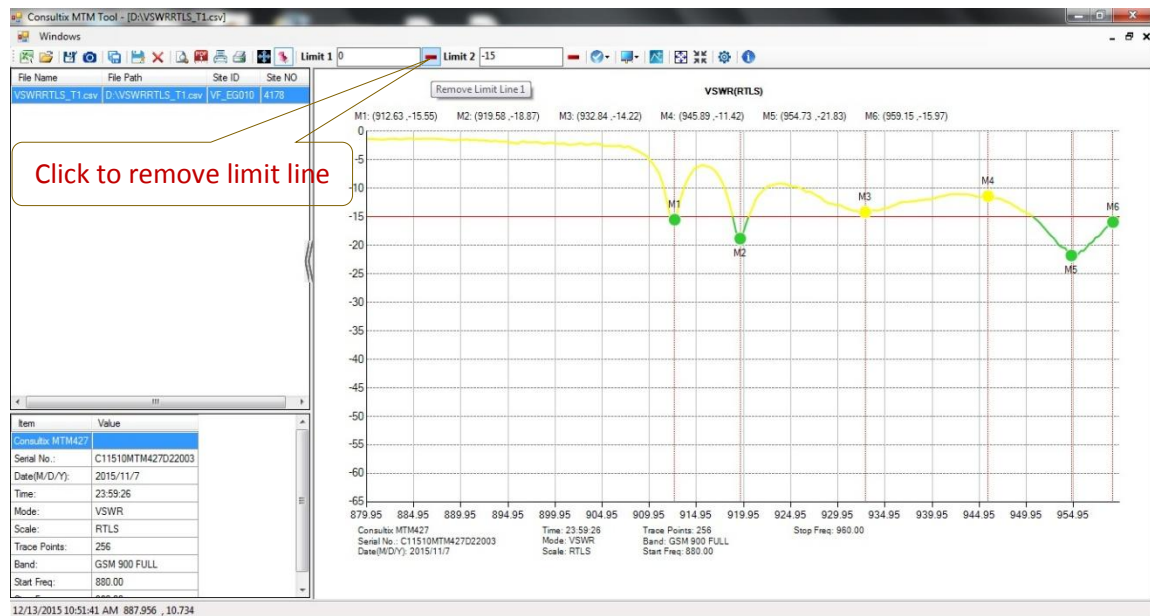 Consultix MTM Tool - [D:\VSWRRTLS_T1.csv]
Windows
Limit 1 0 Limit 2 -15
File Name File Path Site ID Site NO
VSWRRTLS_T1.csv D:\VSWRRTLS_T1.csv VF_EG010 4178
Remove Limit Line 1
Click to remove limit line
VSWR(RTLS)
M1: (912.63 ,-15.55) M2: (919.58 ,-18.87) M3: (932.84 ,-14.22) M4: (945.89 ,-11.42) M5: (954.73 ,-21.83) M6: (959.15 ,-15.97)
0
-5
-10
-15
-20
-25
-30
-35
-40
-45
-50
-55
-60
-65
M1
M2
M3
M4
M5
M6
879.95 884.95 889.95 894.95 899.95 904.95 909.95 914.95 919.95 924.95 929.95 934.95 939.95 944.95 949.95 954.95
Consultix MTM427 Time: 23:59:26 Trace Points: 256 Stop Freq: 960.00
Serial No.: C11510MTM427D22003 Mode: VSWR Band: GSM 900 FULL
Date(M/D/Y): 2015/11/7 Scale: RTLS Start Freq: 880.00
Item Value
Consultix MTM427
Serial No.: C11510MTM427D22003
Date(M/D/Y): 2015/11/7
Time: 23:59:26
Mode: VSWR
Scale: RTLS
Trace Points: 256
Band: GSM 900 FULL
Start Freq: 880.00
12/13/2015 10:51:41 AM 887.956 , 10.734